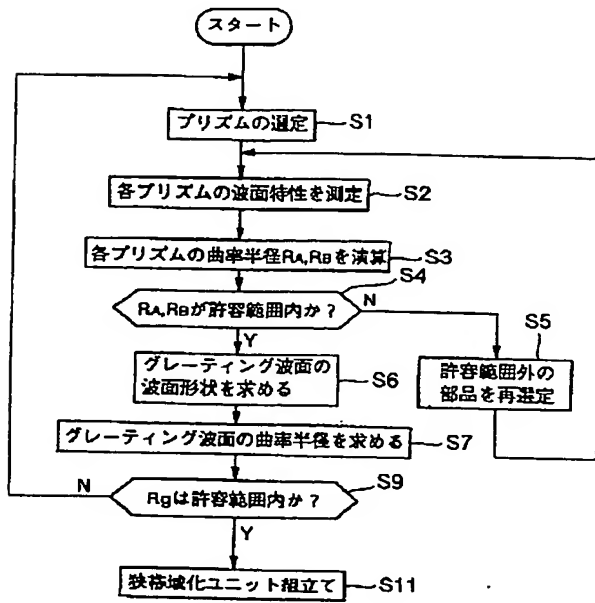 スタート
プリズムの選定
S1
各プリズムの波面特性を測定
S2
各プリズムの曲率半径RA,RBを演算
S3
S4
RA,RBが許容範囲内か?
N
Y
S5
許容範囲外の
部品を再選定
グレーティング波面の
波面形状を求める
S6
グレーティング波面の曲率半径を求める
S7
N
Rgは許容範囲内か?
S9
Y
狭帯域化ユニット組立て
S11